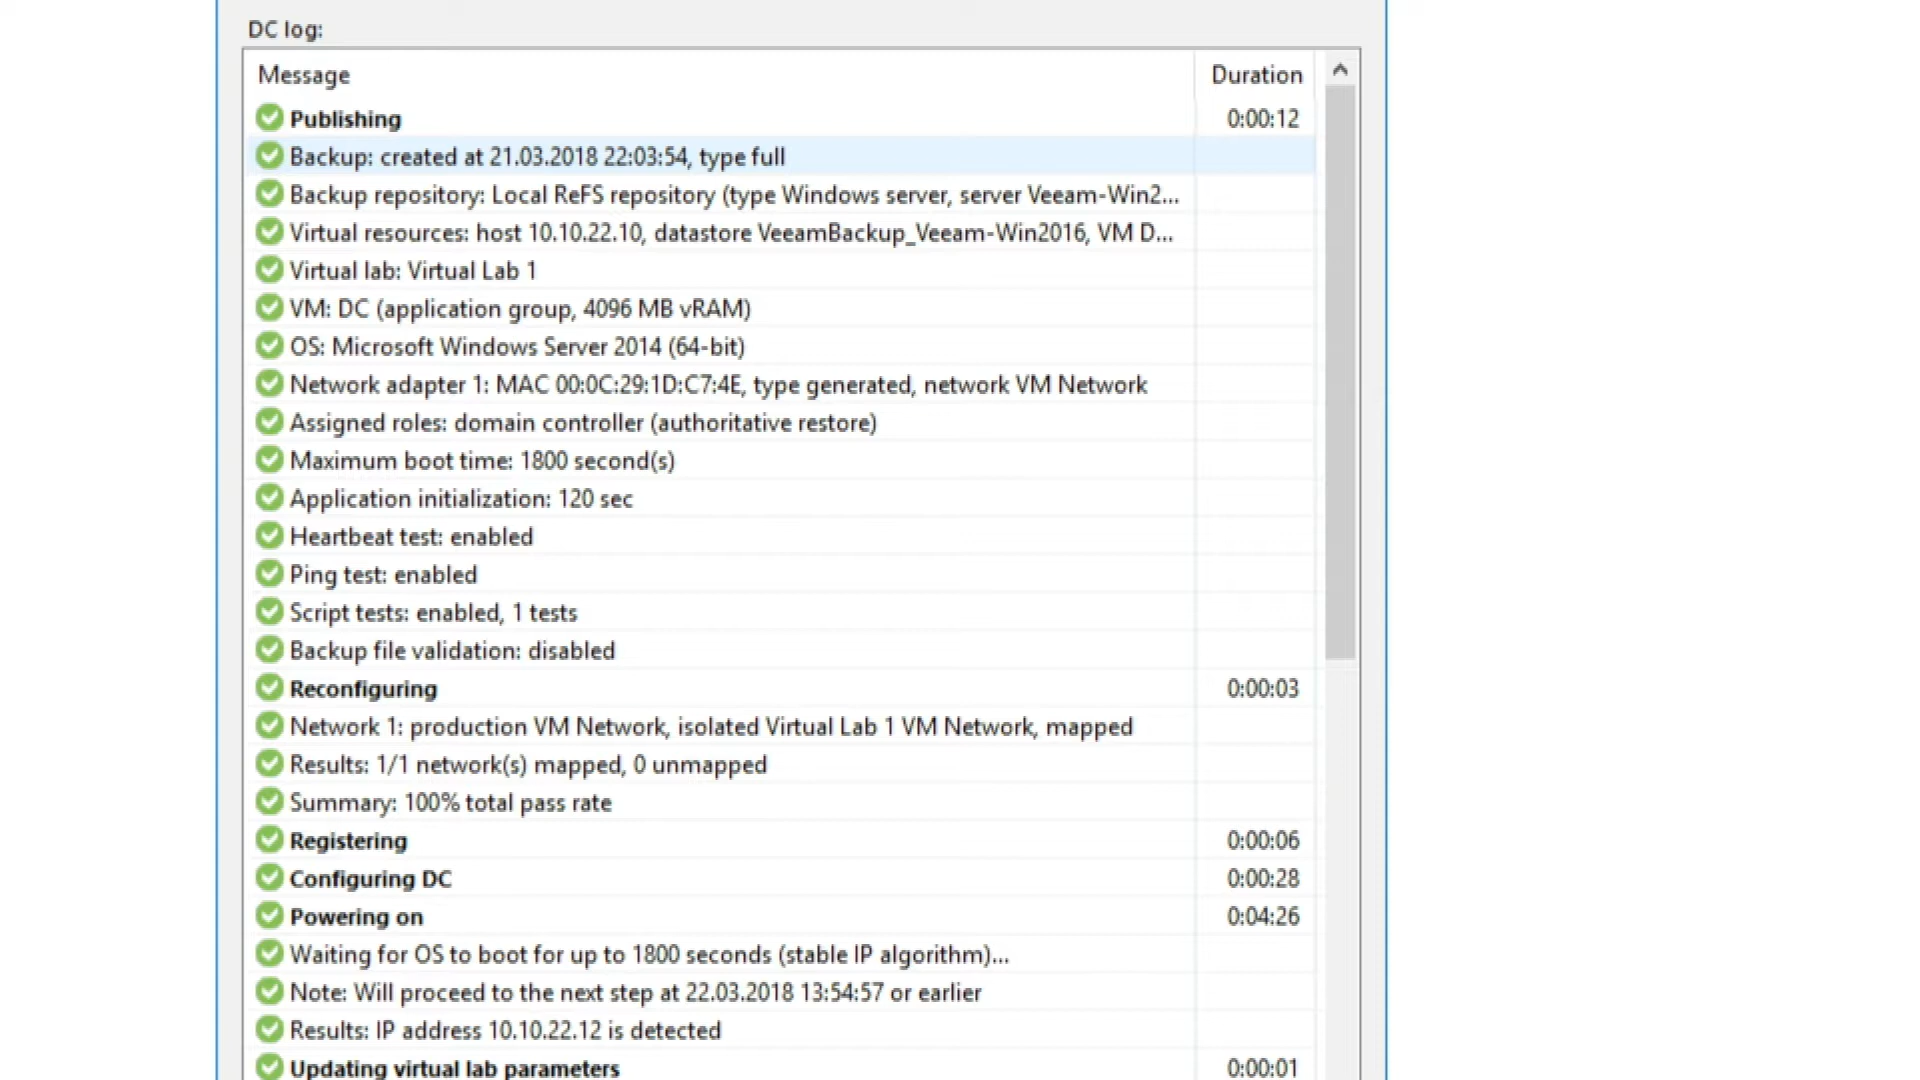 DC log:
Message Duration
Publishing 0:00:12
Backup: created at 21.03.2018 22:03:54, type full
Backup repository: Local ReFS repository (type Windows server, server Veeam-Win2...
Virtual resources: host 10.10.22.10, datastore VeeamBackup_Veeam-Win2016, VM D...
Virtual lab: Virtual Lab 1
VM: DC (application group, 4096 MB vRAM)
OS: Microsoft Windows Server 2014 (64-bit)
Network adapter 1: MAC 00:0C:29:1D:C7:4E, type generated, network VM Network
Assigned roles: domain controller (authoritative restore)
Maximum boot time: 1800 second(s)
Application initialization: 120 sec
Heartbeat test: enabled
Ping test: enabled
Script tests: enabled, 1 tests
Backup file validation: disabled
Reconfiguring 0:00:03
Network 1: production VM Network, isolated Virtual Lab 1 VM Network, mapped
Results: 1/1 network(s) mapped, 0 unmapped
Summary: 100% total pass rate
Registering 0:00:06
Configuring DC 0:00:28
Powering on 0:04:26
Waiting for OS to boot for up to 1800 seconds (stable IP algorithm)...
Note: Will proceed to the next step at 22.03.2018 13:54:57 or earlier
Results: IP address 10.10.22.12 is detected
Updating virtual lab parameters 0:00:01